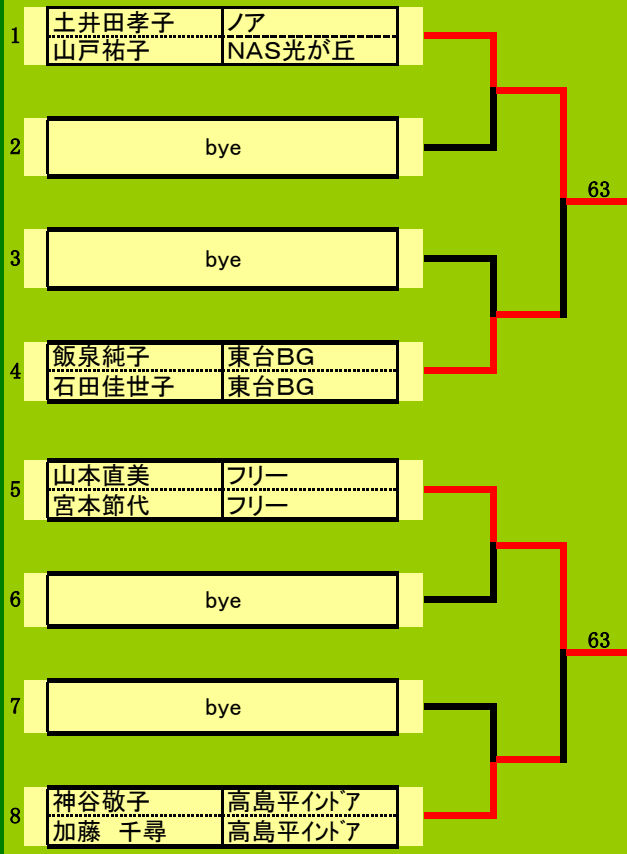 1 土井田孝子 ノア
山戸祐子 NAS光が丘
2 bye
63
3 bye
4 飯泉純子 東台BG
石田佳世子 東台BG
5 山本直美 フリー
宮本節代 フリー
6 bye
63
7 bye
8 神谷敬子 高島平インドア
加藤 千尋 高島平インドア